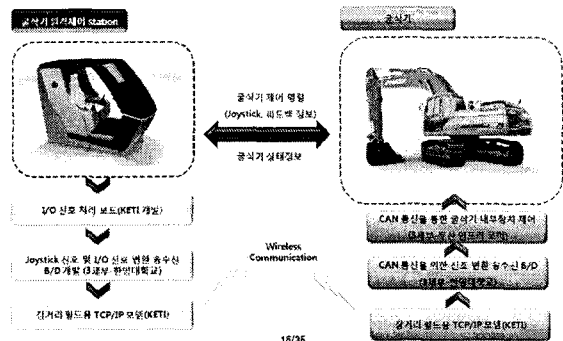 굴삭기 원격제어 station
굴삭기
굴삭기 제어 명령
(Joystick, 피드백 정보)
굴삭기 상태정보
I/O 신호 처리 보드(KETI 개발)
Joystick 신호 및 I/O 신호 변환 송수신
B/D 개발 (3세부-한양대학교)
장거리 필드용 TCP/IP 모뎀(KETI)
Wireless
Communication
CAN 통신을 통한 굴삭기 내부장치 제어
CAN 통신을 위한 신호 변환 송수신 B/D
장거리 필드용 TCP/IP 모뎀(KETI)
16/35